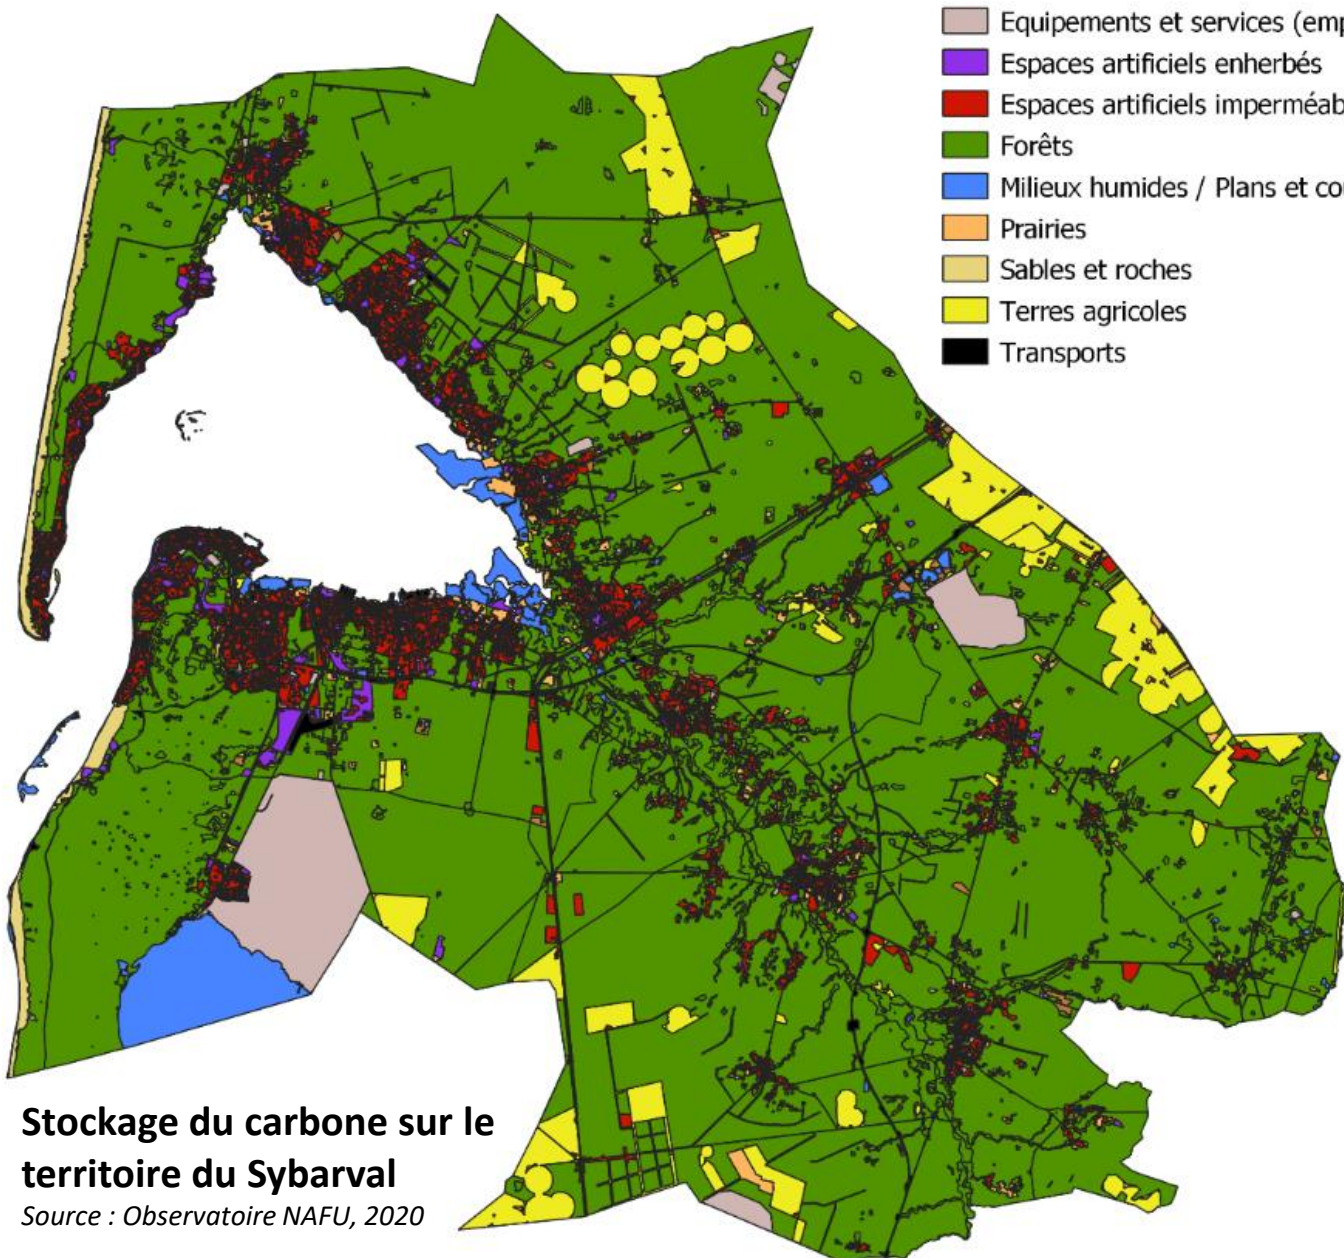 Equipements et services (emp
Espaces artificiels enherbés
Espaces artificiels imperméab
Forêts
Milieux humides / Plans et co
Prairies
Sables et roches
Terres agricoles
Transports
Stockage du carbone sur le
territoire du Sybarval
Source : Observatoire NAFU, 2020